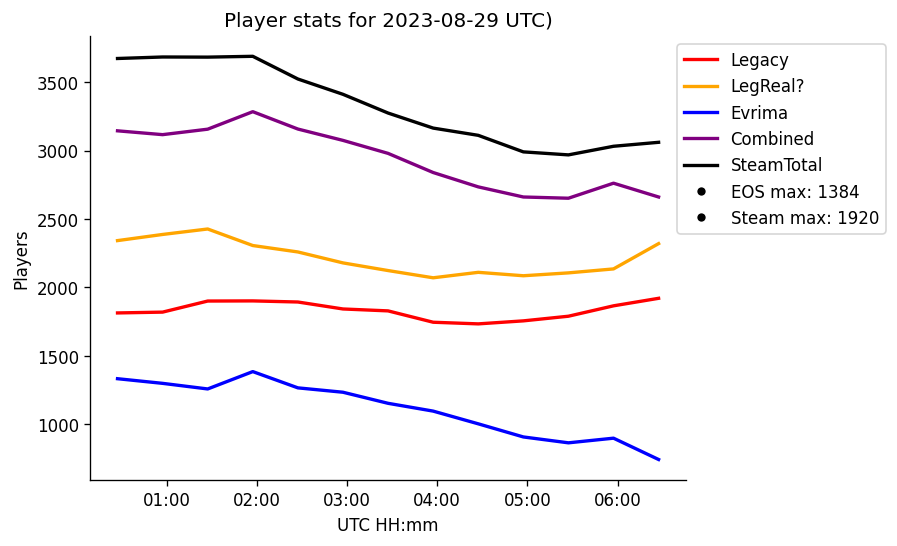 Player stats for 2023-08-29 UTC)
Legacy
LegReal?
Evrima
Combined
SteamTotal
EOS max: 1384
Steam max: 1920
Players
3500
3000
2500
2000
1500
1000
01:00 02:00 03:00 04:00 05:00 06:00
UTC HH:mm